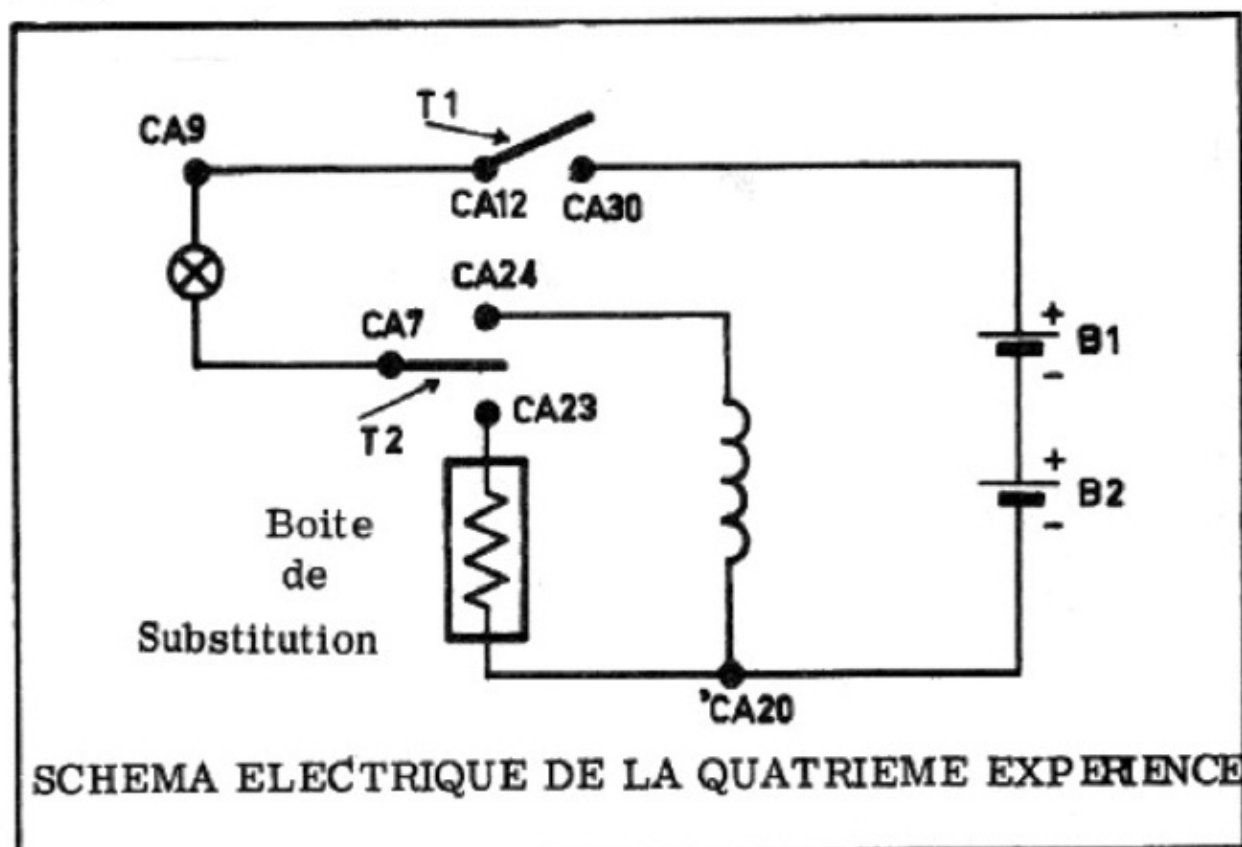 T1
CA9
CA12 CA30
CA24
CA7
+
B1
-
CA23
T2
+
B2
-
Boite
de
Substitution
CA20
SCHEMA ELECTRIQUE DE LA QUATRIEME EXPERIENCE